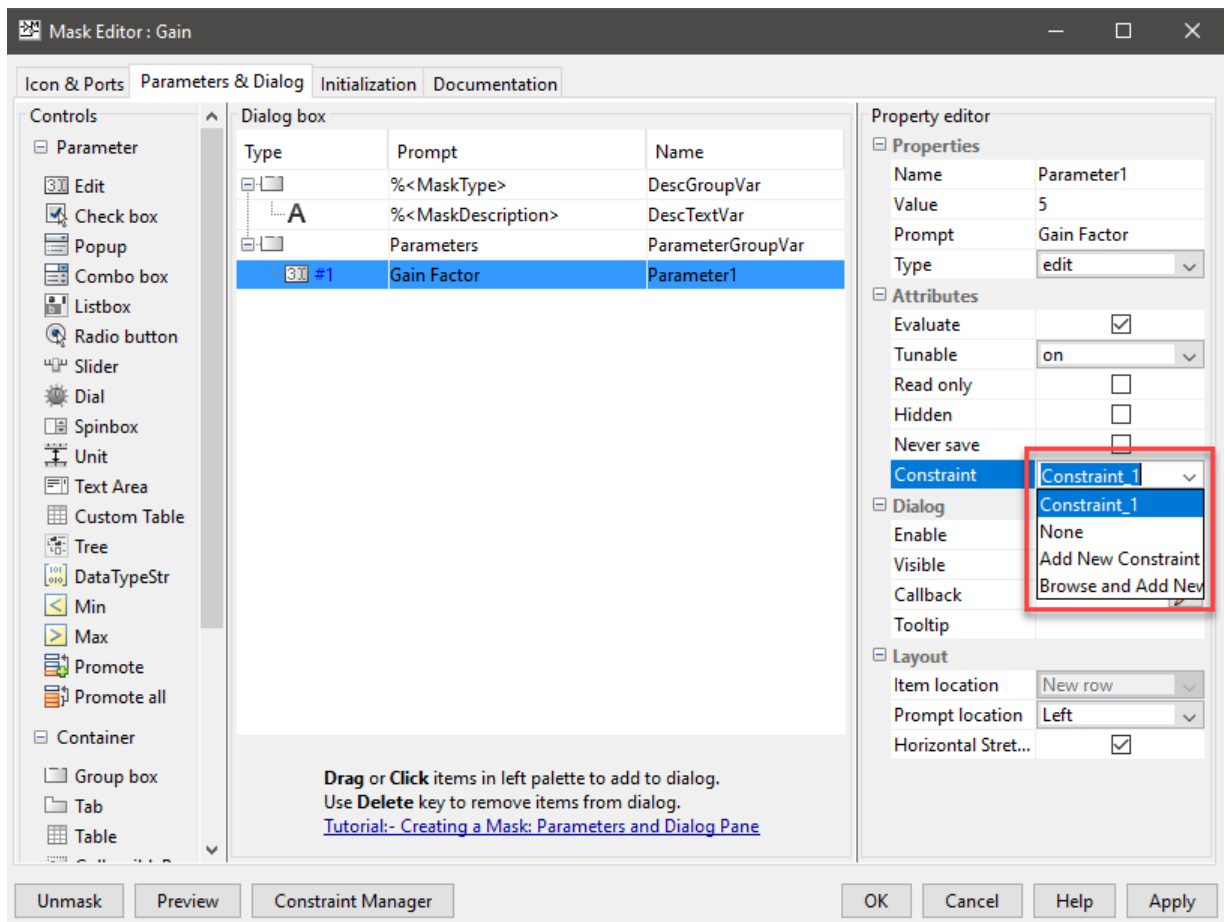 Mask Editor : Gain
Icon & Ports Parameters & Dialog Initialization Documentation
Controls
Parameter
Edit
Check box
Popup
Combo box
Listbox
Radio button
Slider
Dial
Spinbox
Unit
Text Area
Custom Table
Tree
DataTypeStr
Min
Max
Promote
Promote all
Container
Group box
Tab
Table
Dialog box
Type Prompt Name
%<MaskType> DescGroupVar
A %<MaskDescription> DescTextVar
Parameters ParameterGroupVar
#1 Gain Factor Parameter1
Drag or Click items in left palette to add to dialog.
Use Delete key to remove items from dialog.
Tutorial:- Creating a Mask: Parameters and Dialog Pane
Property editor
Properties
Name Parameter1
Value 5
Prompt Gain Factor
Type edit
Attributes
Evaluate
Tunable on
Read only
Hidden
Never save
Constraint Constraint_1
Constraint_1
None
Add New Constraint
Browse and Add New
Dialog
Enable
Visible
Callback
Tooltip
Layout
Item location New row
Prompt location Left
Horizontal Stret...
Unmask Preview Constraint Manager OK Cancel Help Apply